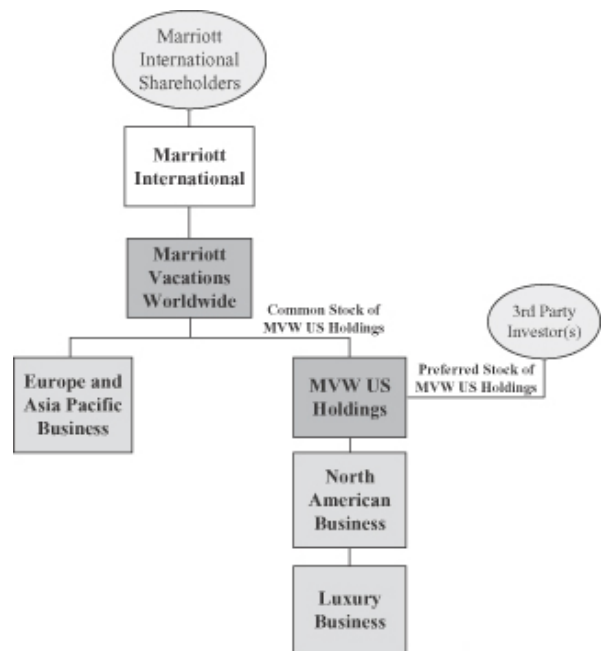 Marriott
International
Shareholders
Marriott
International
Marriott
Vacations
Worldwide
Common Stock of
MVW US Holdings
3rd Party
Investor(s)
Europe and
Asia Pacific
Business
MVW US
Holdings
Preferred Stock of
MVW US Holdings
North
American
Business
Luxury
Business